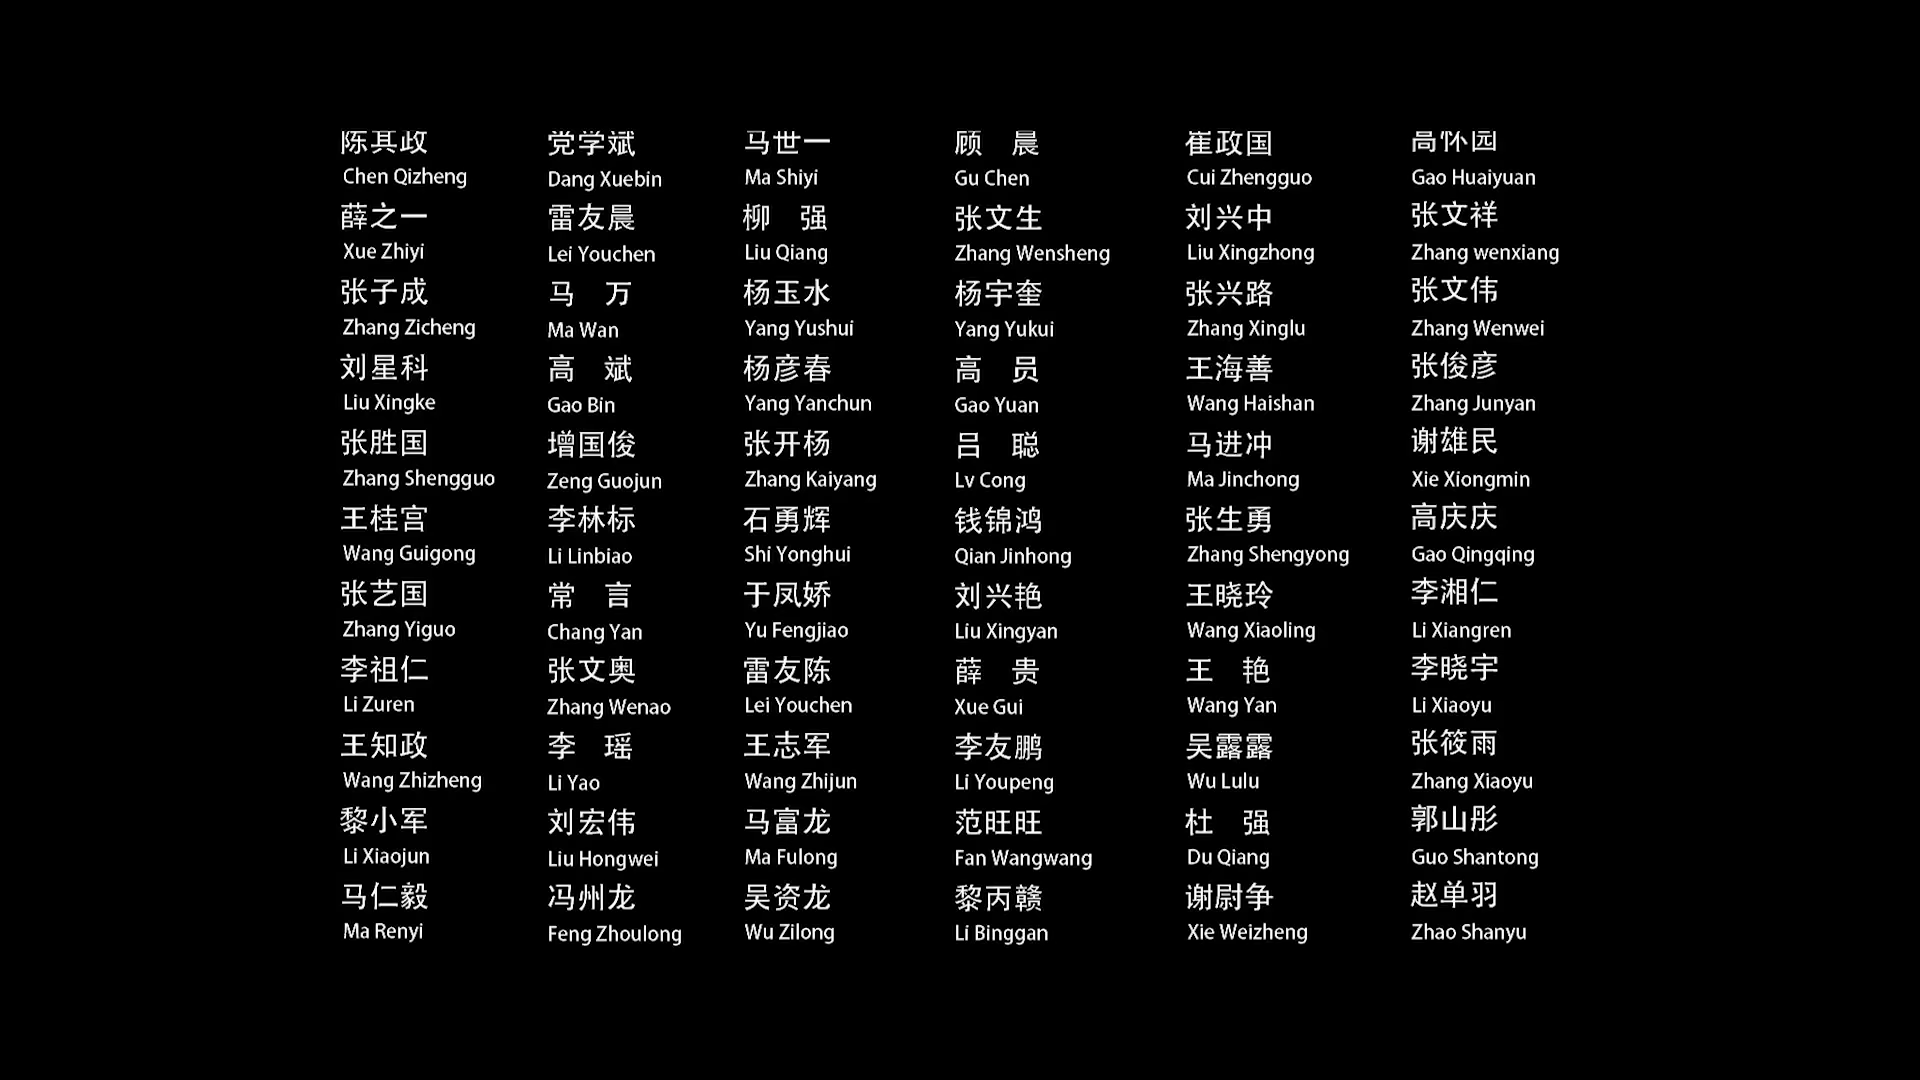 陈其政 党学斌 马世一 顾 晨 崔政国 高怀园
Chen Qizheng Dang Xuebin Ma Shiyi Gu Chen Cui Zhengguo Gao Huaiyuan
薛之一 雷友晨 柳 强 张文生 刘兴中 张文祥
Xue Zhiyi Lei Youchen Liu Qiang Zhang Wensheng Liu Xingzhong Zhang wenxiang
张子成 马 万 杨玉水 杨宇奎 张兴路 张文伟
Zhang Zicheng Ma Wan Yang Yushui Yang Yukui Zhang Xinglu Zhang Wenwei
刘星科 高 斌 杨彦春 高 员 王海善 张俊彦
Liu Xingke Gao Bin Yang Yanchun Gao Yuan Wang Haishan Zhang Junyan
张胜国 增国俊 张开杨 吕 聪 马进冲 谢雄民
Zhang Shengguo Zeng Guojun Zhang Kaiyang Lv Cong Ma Jinchong Xie Xiongmin
王桂宫 李林标 石勇辉 钱锦鸿 张生勇 高庆庆
Wang Guigong Li Linbiao Shi Yonghui Qian Jinhong Zhang Shengyong Gao Qingqing
张艺国 常 言 于凤娇 刘兴艳 王晓玲 李湘仁
Zhang Yiguo Chang Yan Yu Fengjiao Liu Xingyan Wang Xiaoling Li Xiangren
李祖仁 张文奥 雷友陈 薛 贵 王 艳 李晓宇
Li Zuren Zhang Wenao Lei Youchen Xue Gui Wang Yan Li Xiaoyu
王知政 李 瑶 王志军 李友鹏 吴露露 张筱雨
Wang Zhizheng Li Yao Wang Zhijun Li Youpeng Wu Lulu Zhang Xiaoyu
黎小军 刘宏伟 马富龙 范旺旺 杜 强 郭山彤
Li Xiaojun Liu Hongwei Ma Fulong Fan Wangwang Du Qiang Guo Shantong
马仁毅 冯州龙 吴资龙 黎丙赣 谢尉争 赵单羽
Ma Renyi Feng Zhoulong Wu Zilong Li Binggan Xie Weizheng Zhao Shanyu